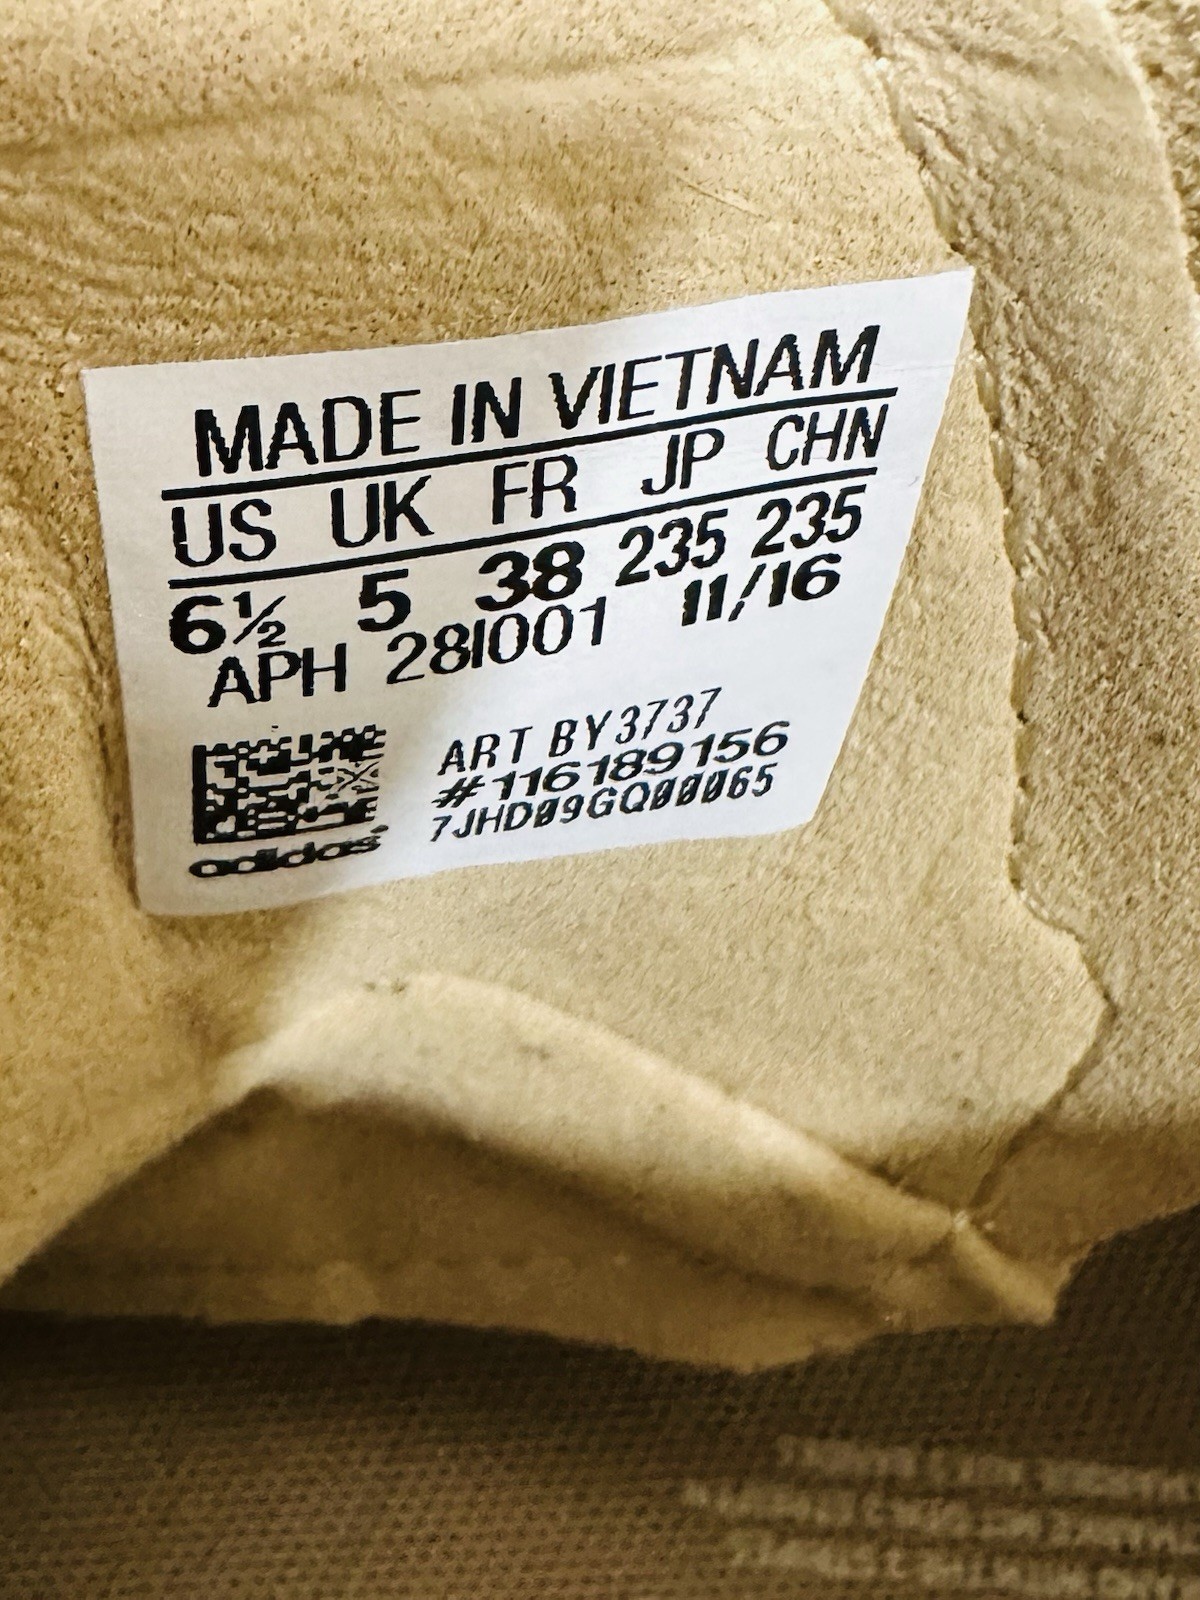 MADE IN VIETNAM
US UK FR JP CHN
6½ 5 38 235 235
APH 28I001 11/16
ART BY3737
#116189156
7JHD09GQ00065
adidas